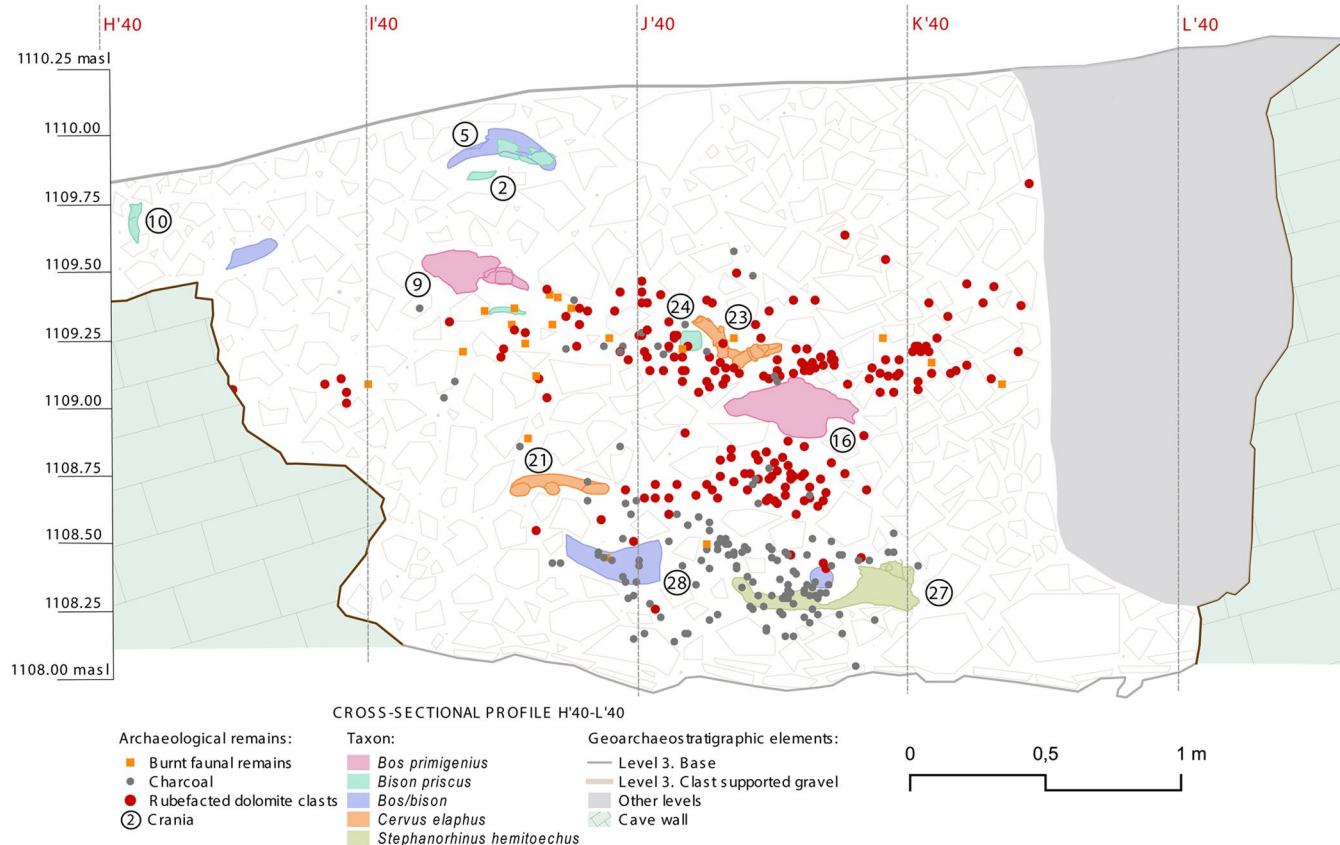 H'40 I'40 J'40 K'40 L'40
1110.25 masl
1110.00
1109.75
1109.50
1109.25
1109.00
1108.75
1108.50
1108.25
1108.00 masl
5
2
10
9
24
23
16
21
28
27
CROSS-SECTIONAL PROFILE H'40-L'40
Archaeological remains:
Burnt faunal remains
Charcoal
Rubefacted dolomite clasts
2 Crania
Taxon:
Bos primigenius
Bison priscus
Bos/bison
Cervus elaphus
Stephanorhinus hemitoechus
Geoarchaeostratigraphic elements:
Level 3. Base
Level 3. Clast supported gravel
Other levels
Cave wall
0 0,5 1 m